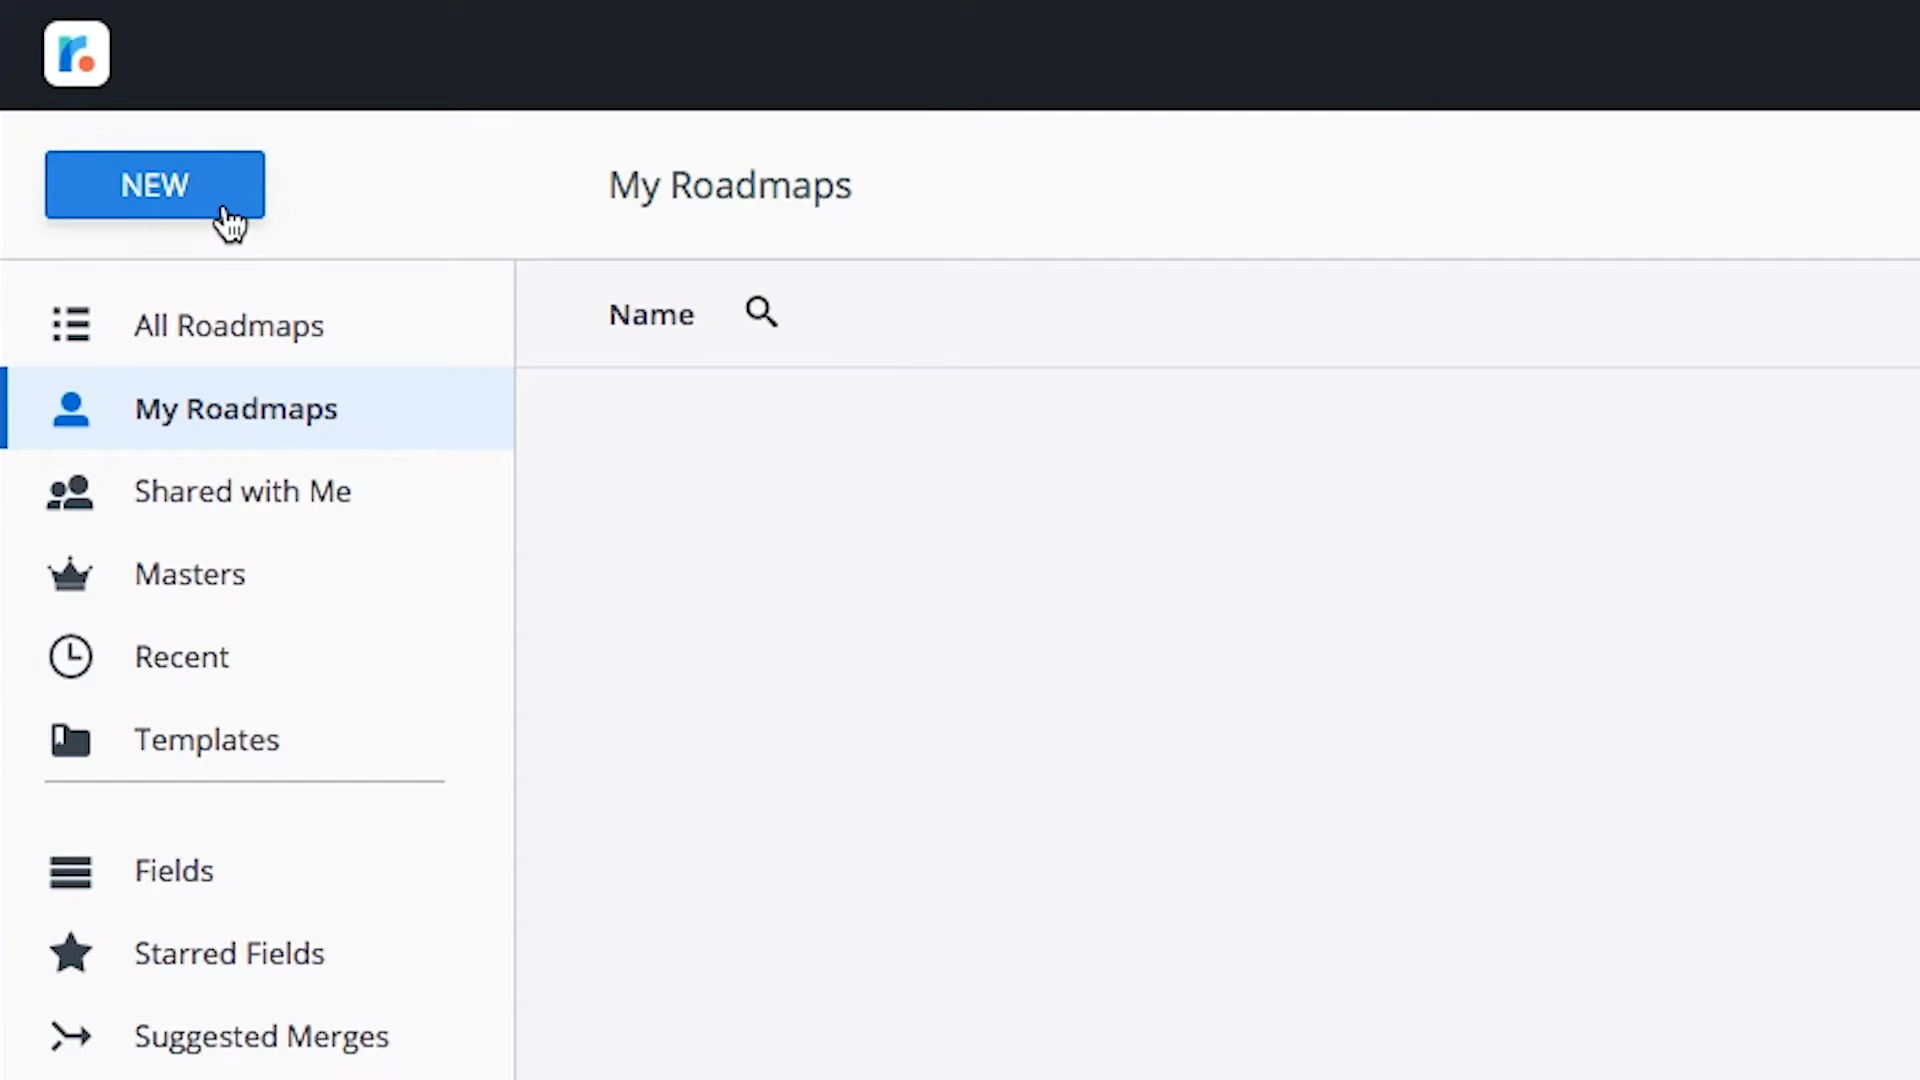 r.
NEW
My Roadmaps
All Roadmaps
My Roadmaps
Shared with Me
Masters
Recent
Templates
Fields
Starred Fields
Suggested Merges
Name